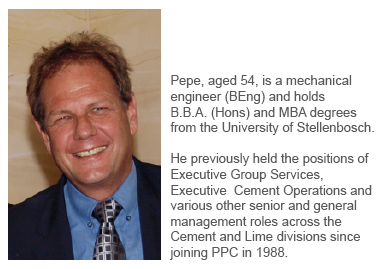 Pepe, aged 54, is a mechanical
engineer (BEng) and holds
B.B.A. (Hons) and MBA degrees
from the University of Stellenbosch.
He previously held the positions of
Executive Group Services,
Executive  Cement Operations and
various other senior and general
management roles across the
Cement and Lime divisions since
joining PPC in 1988.